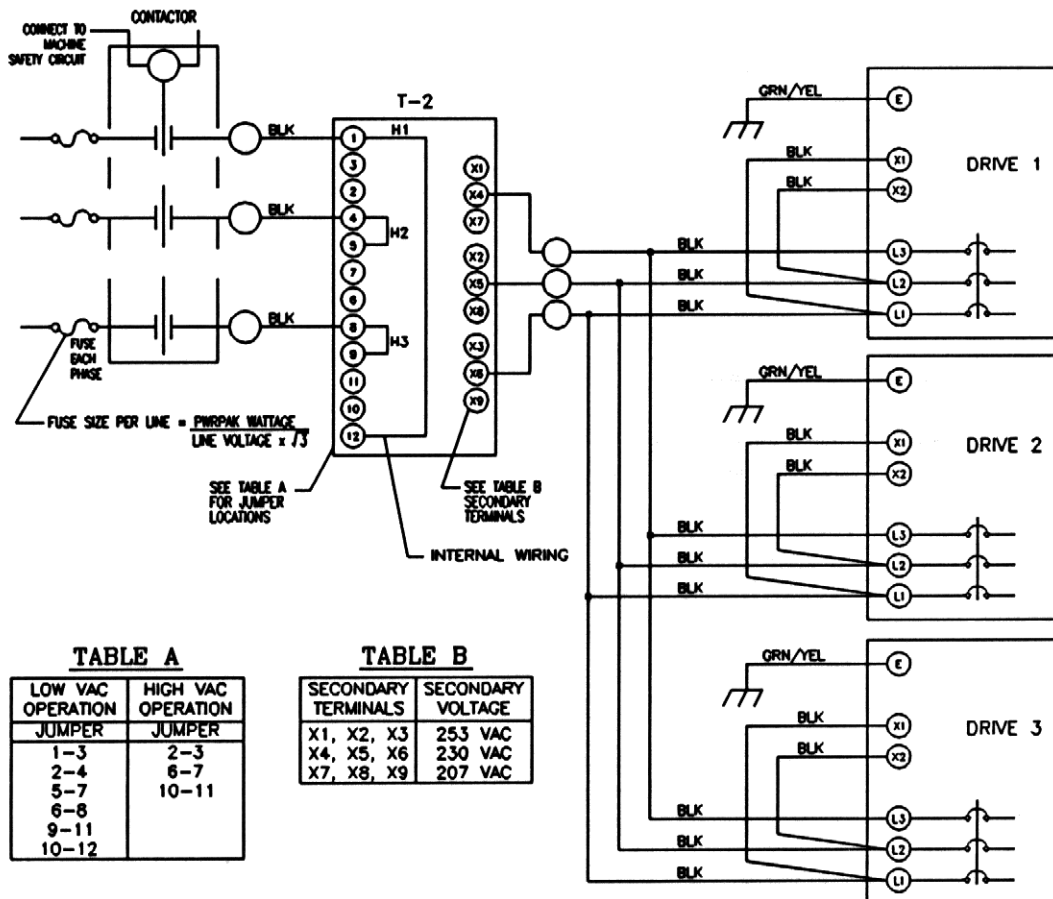 CONTACTOR
CONNECT TO
MACHINE
SAFETY CIRCUIT
T-2
BLK
BLK
BLK
H1
H2
H3
1
3
2
4
5
7
6
8
9
11
10
12
X1
X4
X7
X2
X5
X8
X3
X6
X9
FUSE
EACH
PHASE
FUSE SIZE PER LINE = PWRPAK WATTAGE
LINE VOLTAGE x √3
SEE TABLE A
FOR JUMPER
LOCATIONS
SEE TABLE B
SECONDARY
TERMINALS
INTERNAL WIRING
GRN/YEL
E
BLK
X1
DRIVE 1
BLK
X2
BLK
L3
BLK
L2
BLK
L1
GRN/YEL
E
BLK
X1
DRIVE 2
BLK
X2
BLK
L3
BLK
L2
BLK
L1
GRN/YEL
E
BLK
X1
DRIVE 3
BLK
X2
BLK
L3
BLK
L2
BLK
L1
TABLE A
LOW VAC OPERATION HIGH VAC OPERATION
JUMPER JUMPER
1-3 2-3
2-4 6-7
5-7 10-11
6-8
9-11
10-12
TABLE B
SECONDARY TERMINALS SECONDARY VOLTAGE
X1, X2, X3 253 VAC
X4, X5, X6 230 VAC
X7, X8, X9 207 VAC